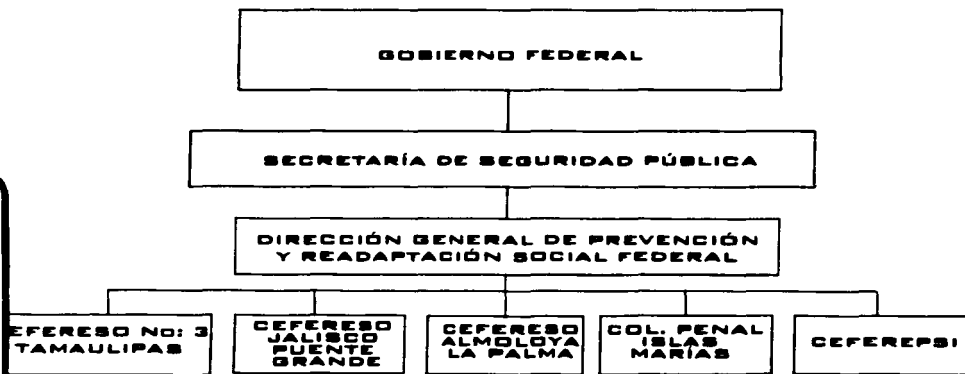 GOBIERNO FEDERAL
SECRETARÍA DE SEGURIDAD PÚBLICA
DIRECCIÓN GENERAL DE PREVENCIÓN
Y READAPTACIÓN SOCIAL FEDERAL
EFERESO No: 3
TAMAULIPAS
CEFERESO
JALISCO
PUENTE
GRANDE
CEFERESO
ALMOLOYA
LA PALMA
COL. PENAL
ISLAS
MARÍAS
CEFEREPSI